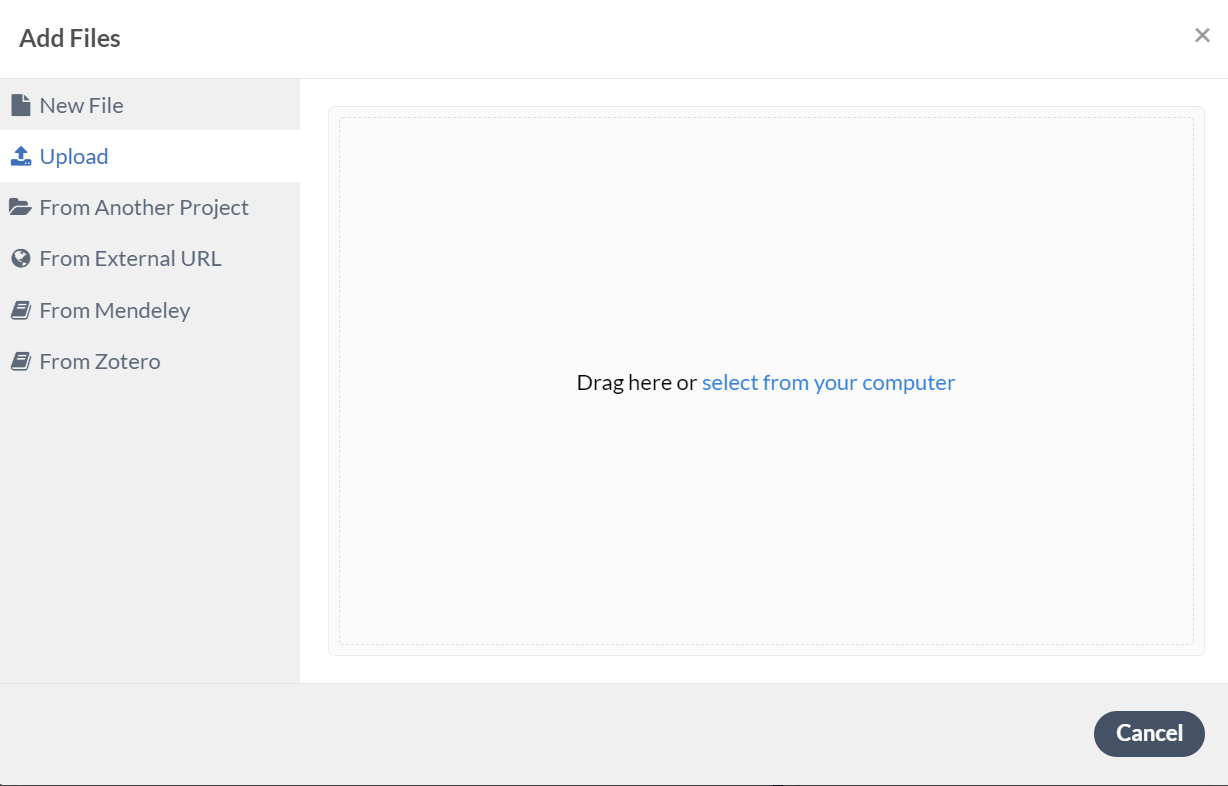 Add Files
×
New File
Upload
From Another Project
From External URL
From Mendeley
From Zotero
Drag here or select from your computer
Cancel